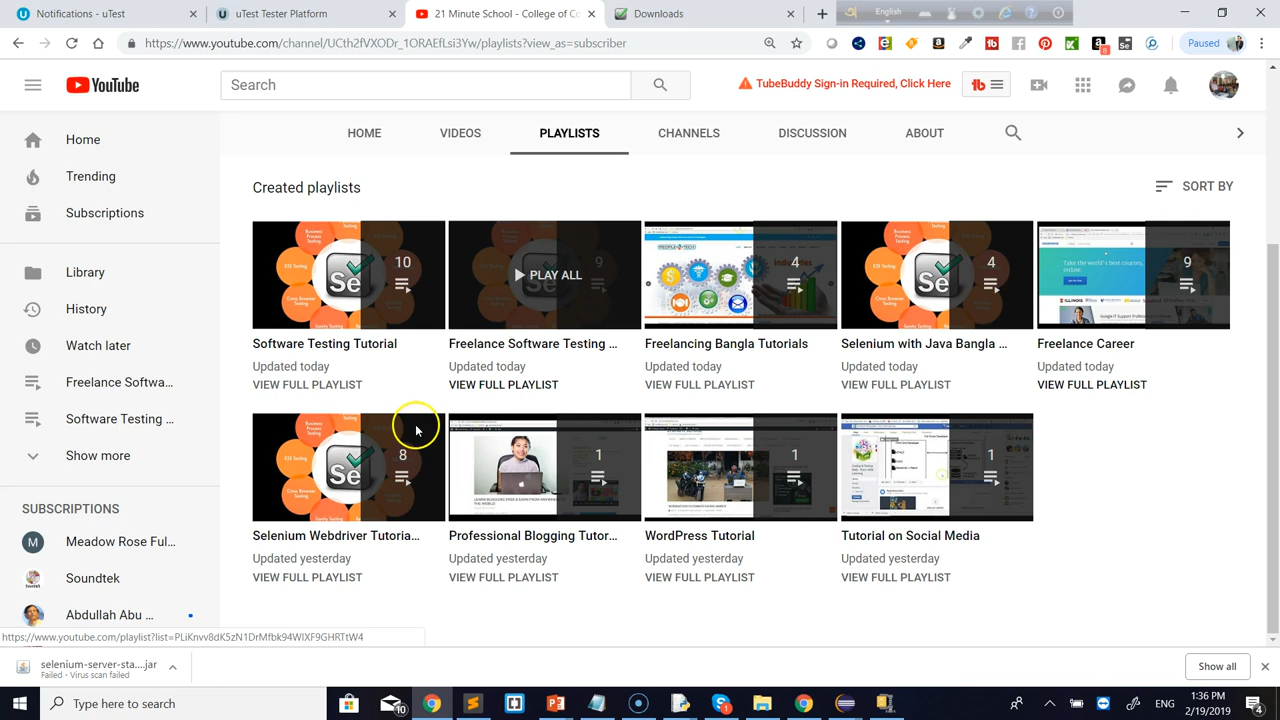 Notifications - uTest
uTest Tester Platform
21 Minute School - College of Co
Downloads
English
https://www.youtube.com/channel/UCth2IVXODY_1ORAEfLsi3Yw/playlists?view_as=subscriber
Paused
YouTube
Search
TubeBuddy Sign-in Required, Click Here
Home
Trending
Subscriptions
Library
History
Watch later
Freelance Softwa...
Software Testing
Show more
SUBSCRIPTIONS
M
Meadow Rose Ful...
Soundtek
Abdullah Abu ...
HOME
VIDEOS
PLAYLISTS
CHANNELS
DISCUSSION
ABOUT
Created playlists
SORT BY
10
Software Testing Tutorial
Updated today
VIEW FULL PLAYLIST
PLAY ALL
9
Freelance Software Testing ...
Updated today
VIEW FULL PLAYLIST
PEOPLE N TECH
4
Freelancing Bangla Tutorials
Updated today
VIEW FULL PLAYLIST
4
Selenium with Java Bangla ...
Updated today
VIEW FULL PLAYLIST
9
Freelance Career
Updated today
VIEW FULL PLAYLIST
8
Selenium Webdriver Tutoria...
Updated yesterday
VIEW FULL PLAYLIST
1
Professional Blogging Tutor...
Updated yesterday
VIEW FULL PLAYLIST
1
WordPress Tutorial
Updated yesterday
VIEW FULL PLAYLIST
1
Tutorial on Social Media
Updated yesterday
VIEW FULL PLAYLIST
https://www.youtube.com/playlist?list=PLiKnvv8dK5zN1DrMfbk94WIXF9GHRTtW4
selenium-server-sta....jar
Failed - Virus scan failed
Show all
Type here to search
ENG
1:36 PM
2/19/2019